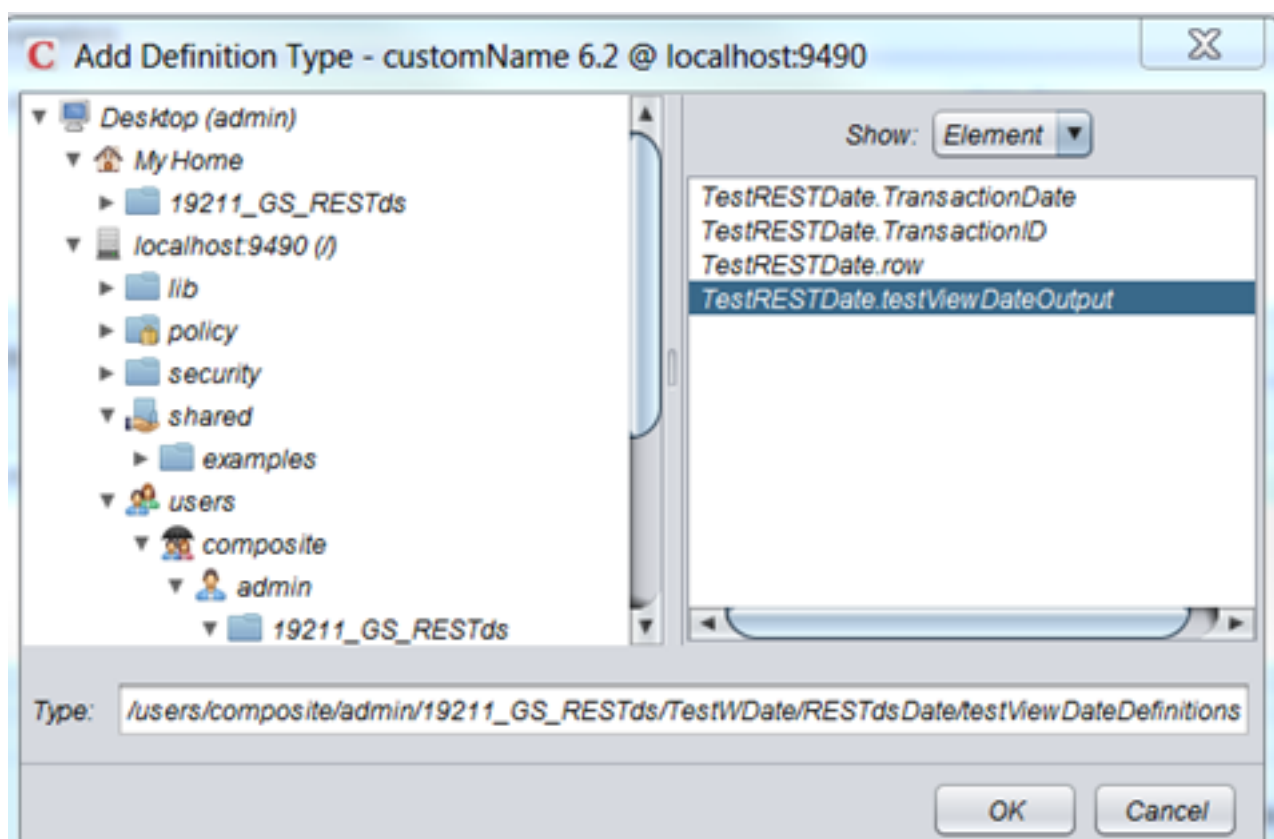 C Add Definition Type - customName 6.2 @ localhost:9490
Desktop (admin)
My Home
19211_GS_RESTds
localhost:9490 (/)
lib
policy
security
shared
examples
users
composite
admin
19211_GS_RESTds
Show: Element
TestRESTDate.TransactionDate
TestRESTDate.TransactionID
TestRESTDate.row
TestRESTDate.testViewDateOutput
Type: /users/composite/admin/19211_GS_RESTds/TestWDate/RESTdsDate/testViewDateDefinitions
OK Cancel